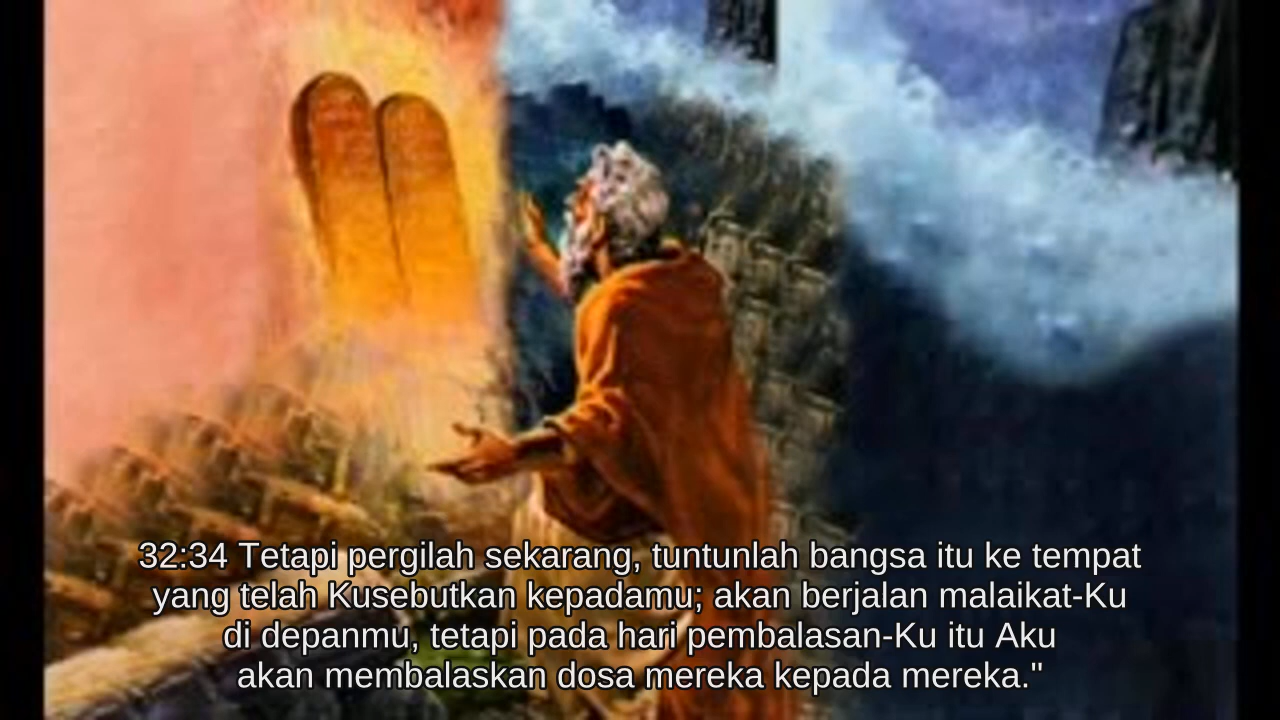 32:34 Tetapi pergilah sekarang, tuntunlah bangsa itu ke tempat
yang telah Kusebutkan kepadamu; akan berjalan malaikat-Ku
di depanmu, tetapi pada hari pembalasan-Ku itu Aku
akan membalaskan dosa mereka kepada mereka."